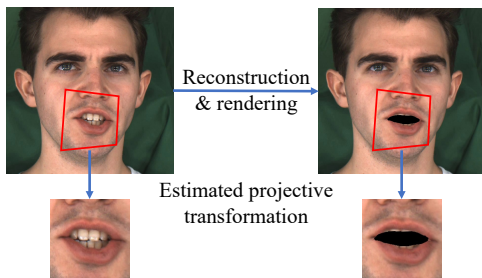 Reconstruction
& rendering
Estimated projective
transformation